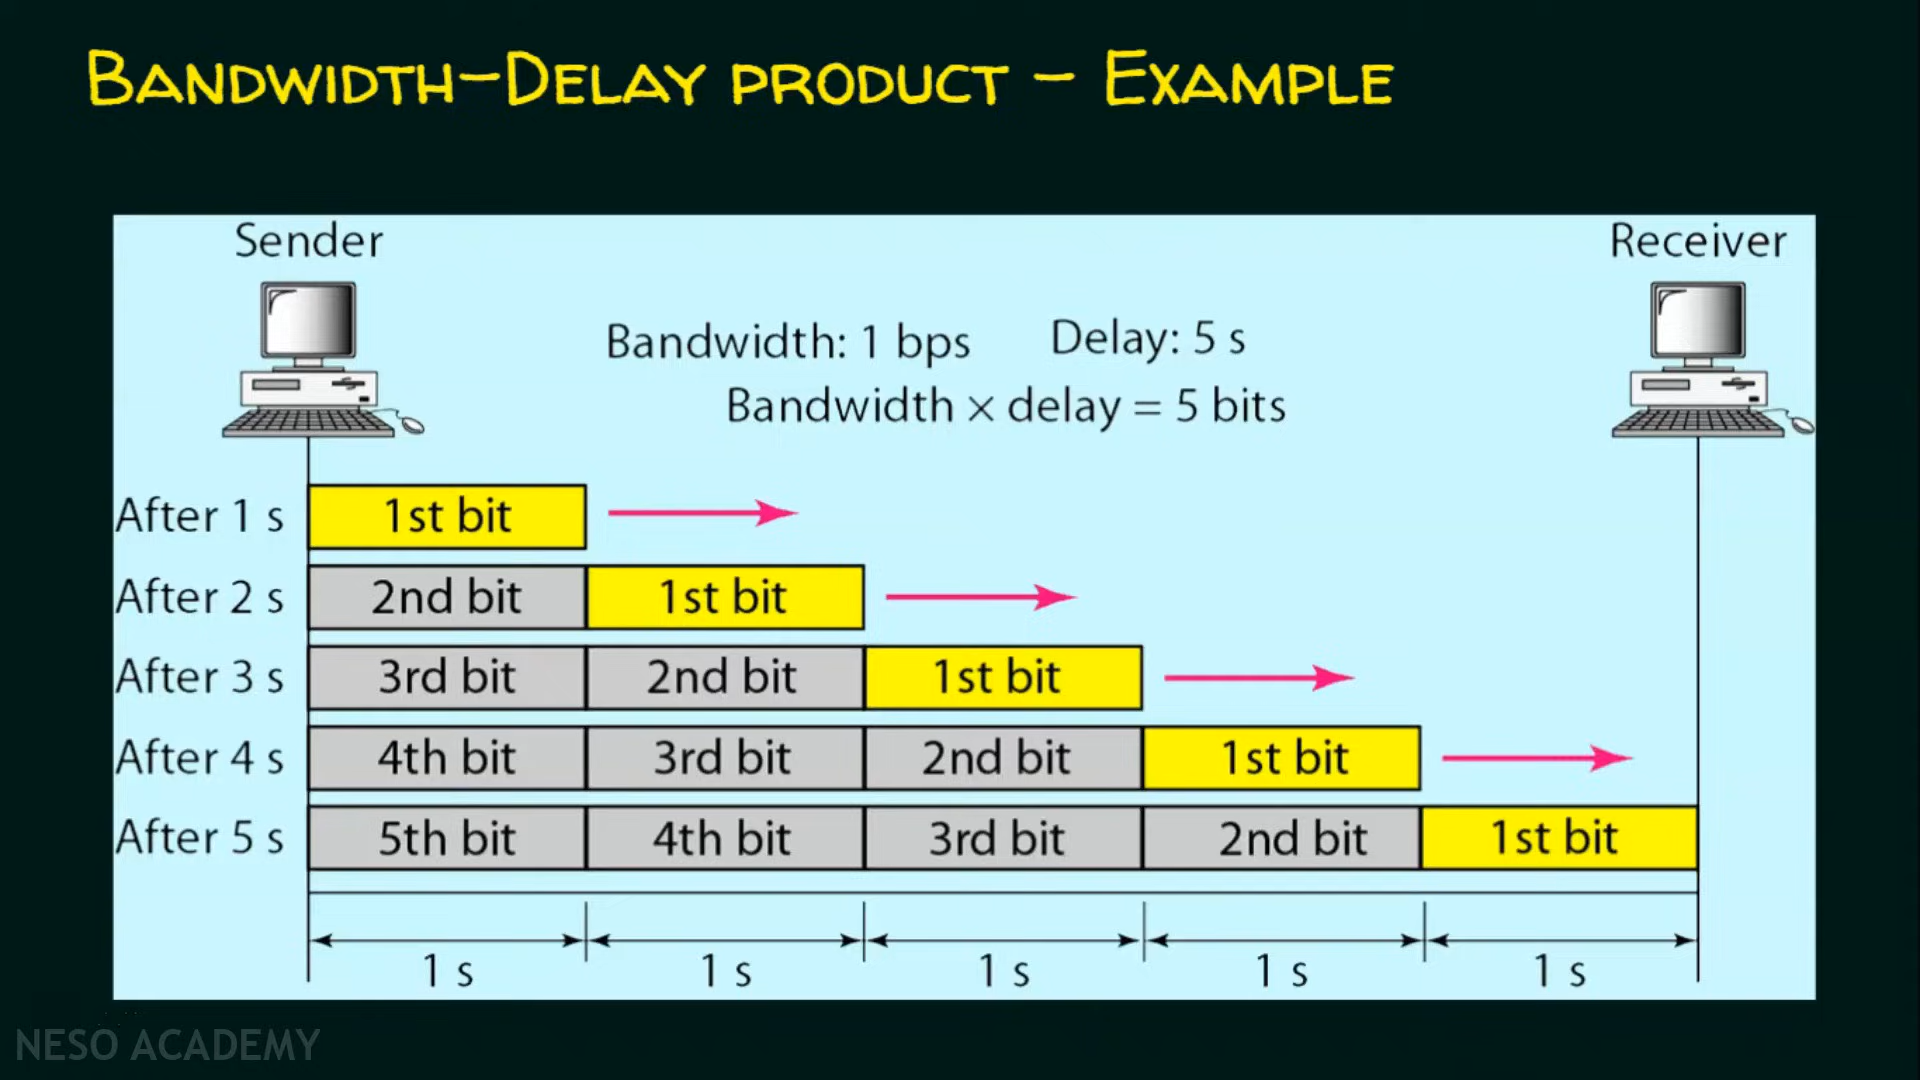 Bandwidth-Delay product - Example
Sender
Receiver
Bandwidth: 1 bps Delay: 5 s
Bandwidth × delay = 5 bits
After 1 s 1st bit
After 2 s 2nd bit 1st bit
After 3 s 3rd bit 2nd bit 1st bit
After 4 s 4th bit 3rd bit 2nd bit 1st bit
After 5 s 5th bit 4th bit 3rd bit 2nd bit 1st bit
1 s 1 s 1 s 1 s 1 s
NESO ACADEMY